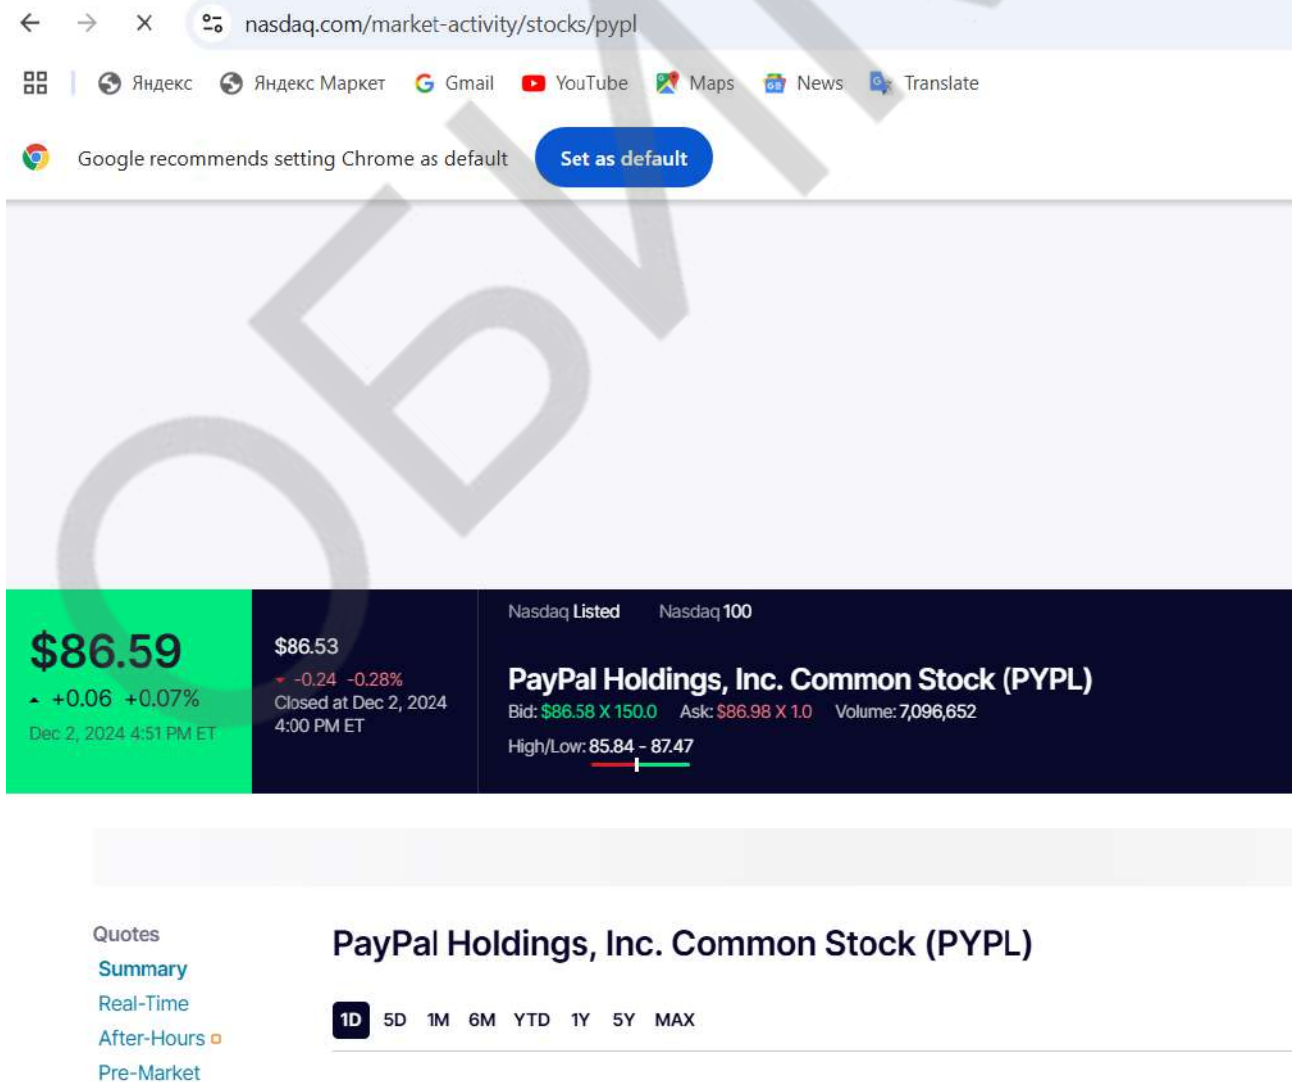 nasdaq.com/market-activity/stocks/pypl
Яндекс Яндекс Маркет Gmail YouTube Maps News Translate
Google recommends setting Chrome as default Set as default
$86.59
+0.06 +0.07%
Dec 2, 2024 4:51 PM ET
$86.53
-0.24 -0.28%
Closed at Dec 2, 2024
4:00 PM ET
Nasdaq Listed Nasdaq 100
PayPal Holdings, Inc. Common Stock (PYPL)
Bid: $86.58 X 150.0 Ask: $86.98 X 1.0 Volume: 7,096,652
High/Low: 85.84 - 87.47
Quotes
Summary
Real-Time
After-Hours
Pre-Market
PayPal Holdings, Inc. Common Stock (PYPL)
1D 5D 1M 6M YTD 1Y 5Y MAX